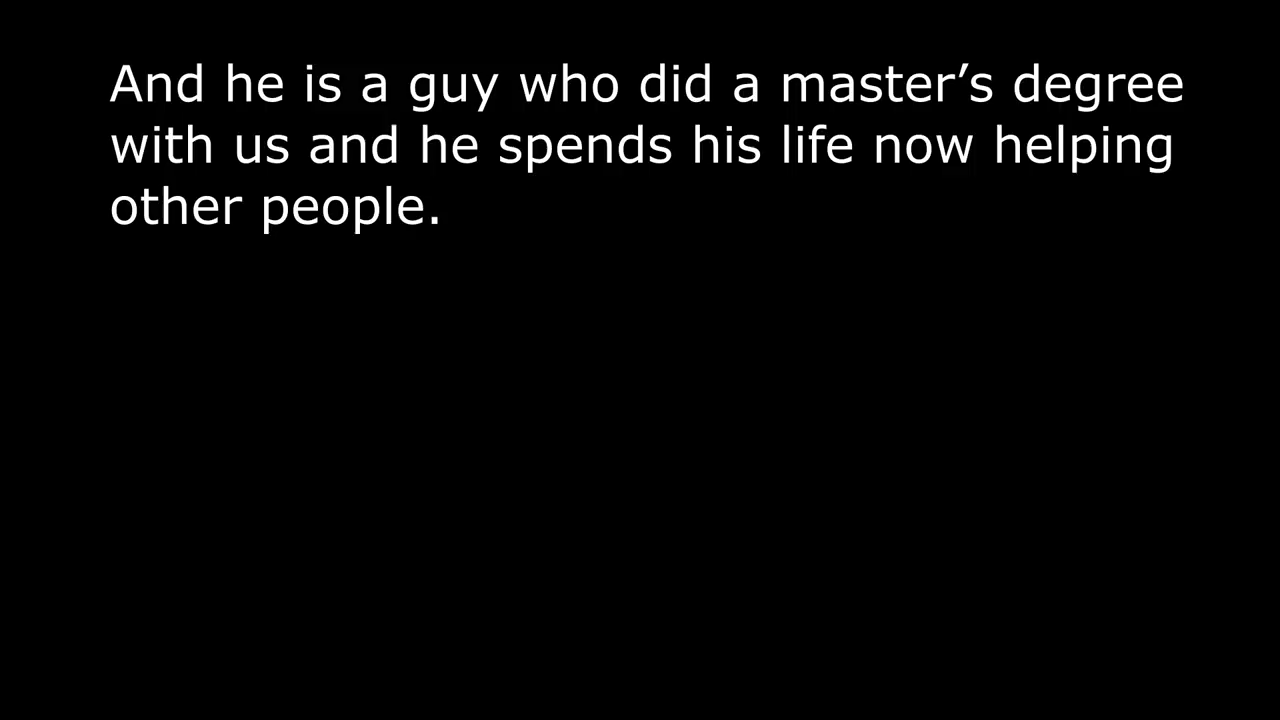 And he is a guy who did a master’s degree
with us and he spends his life now helping
other people.